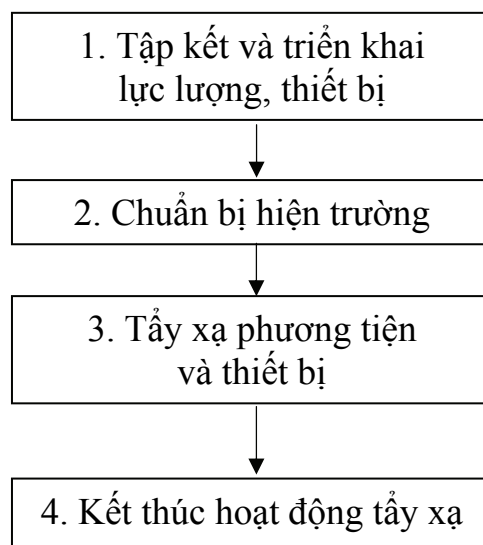 1. Tập kết và triển khai
lực lượng, thiết bị
2. Chuẩn bị hiện trường
3. Tẩy xạ phương tiện
và thiết bị
4. Kết thúc hoạt động tẩy xạ